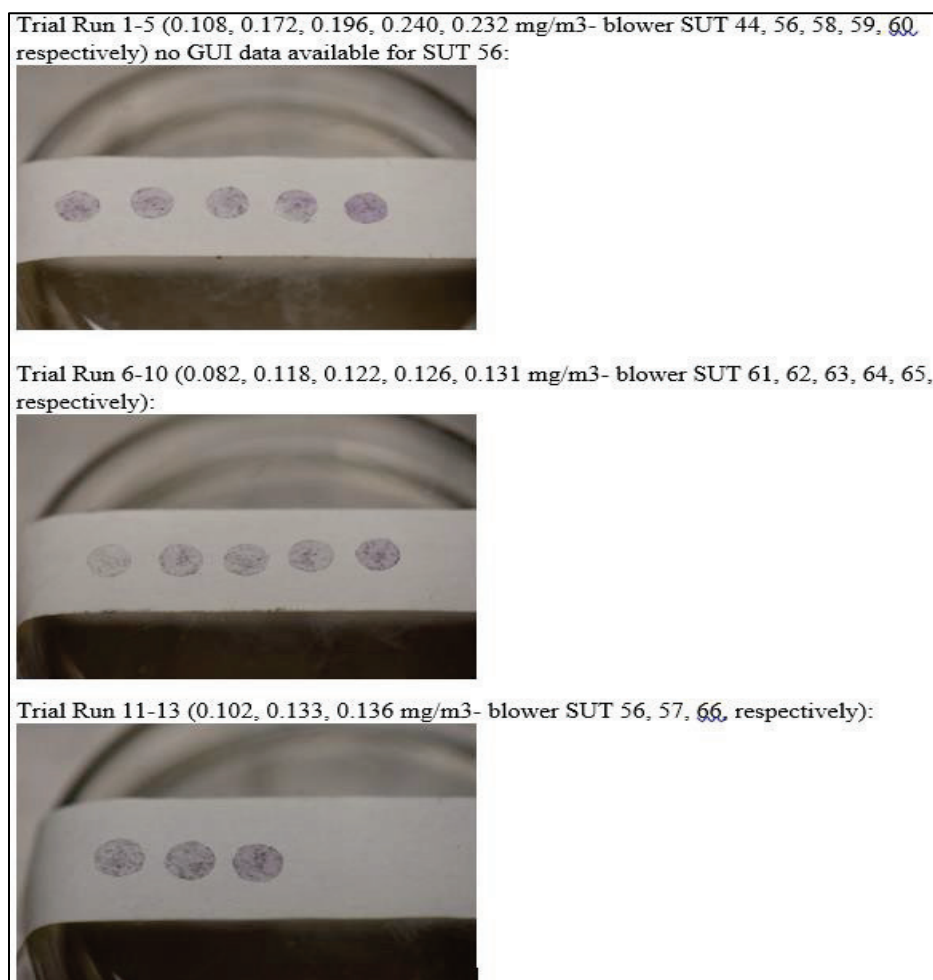 Trial Run 1-5 (0.108, 0.172, 0.196, 0.240, 0.232 mg/m3- blower SUT 44, 56, 58, 59, 60,
respectively) no GUI data available for SUT 56:
Trial Run 6-10 (0.082, 0.118, 0.122, 0.126, 0.131 mg/m3- blower SUT 61, 62, 63, 64, 65,
respectively):
Trial Run 11-13 (0.102, 0.133, 0.136 mg/m3- blower SUT 56, 57, 66, respectively):